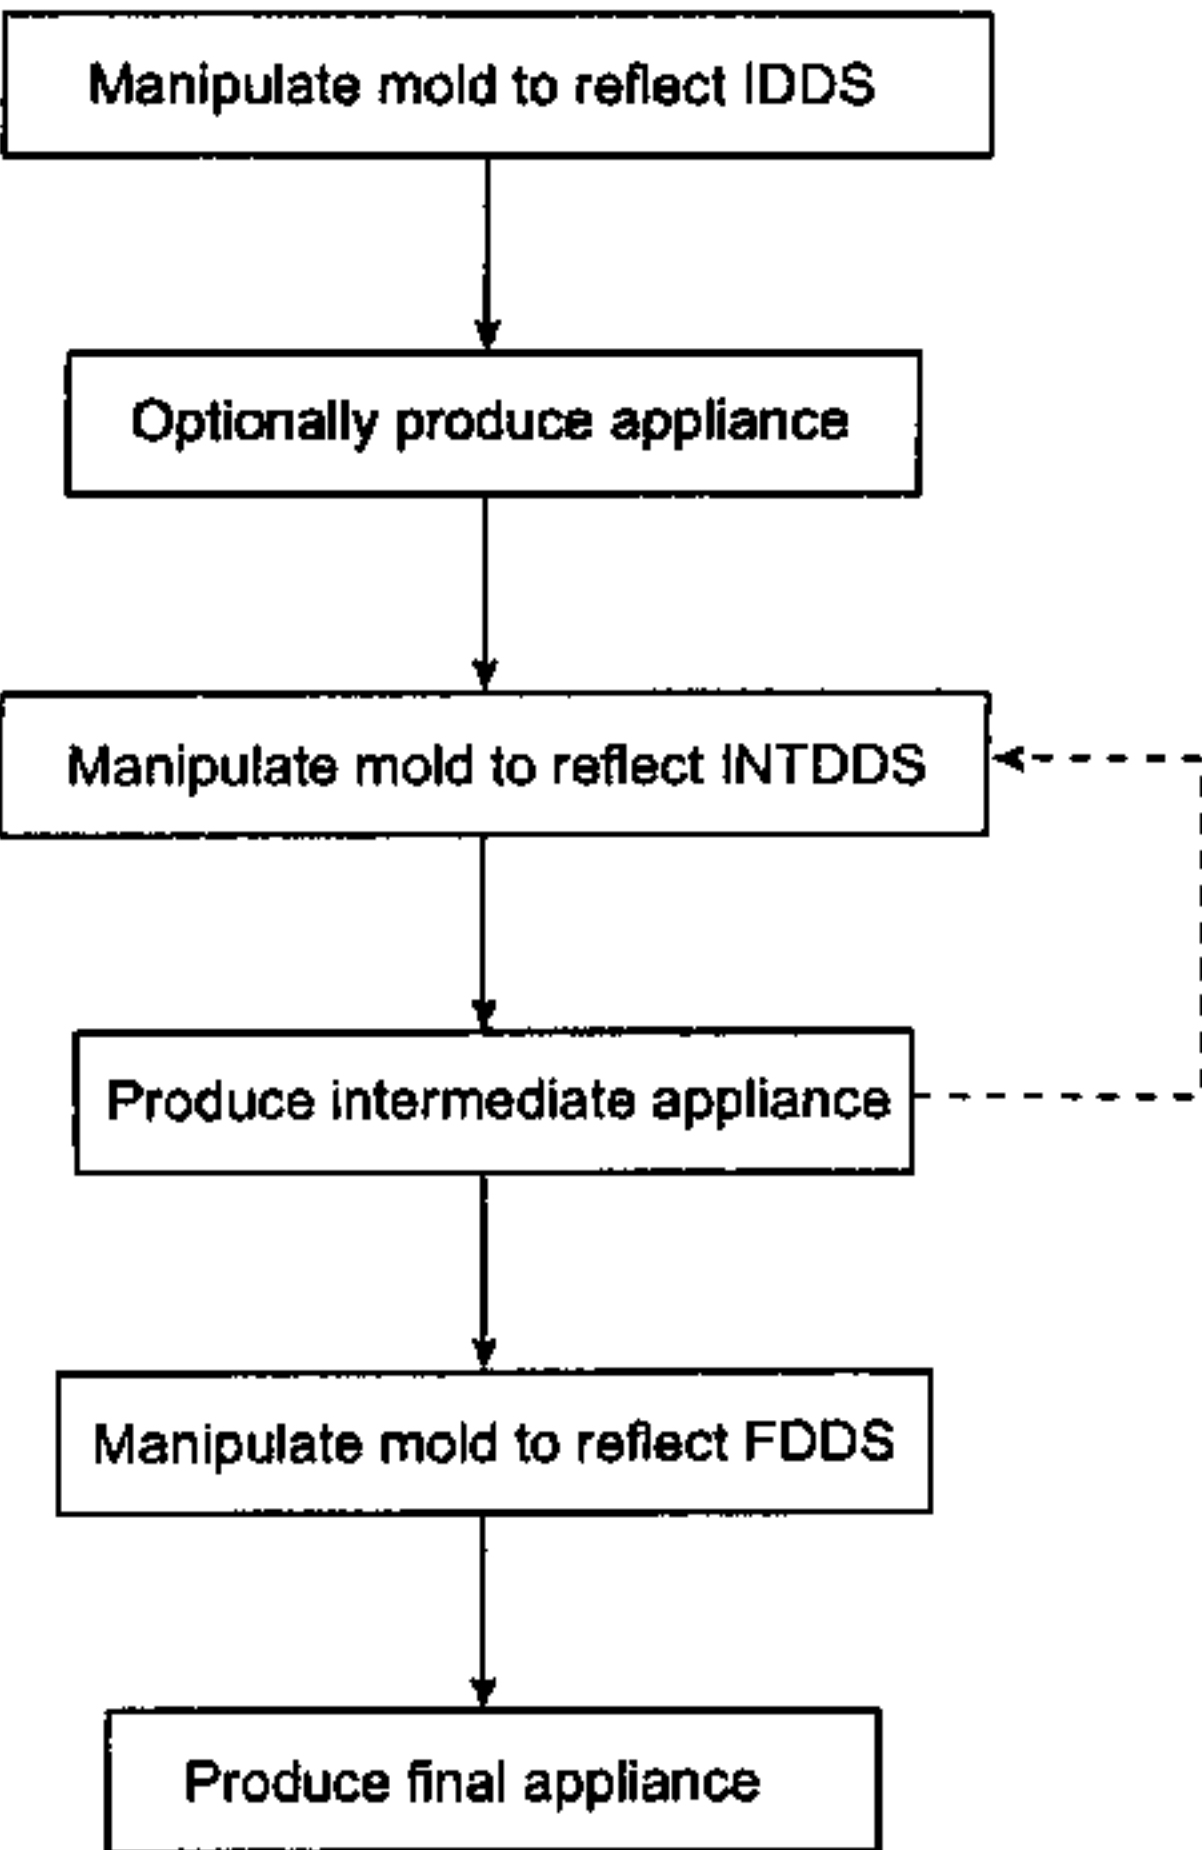 Manipulate mold to reflect IDDS
Optionally produce appliance
Manipulate mold to reflect INTDDS
Produce intermediate appliance
Manipulate mold to reflect FDDS
Produce final appliance